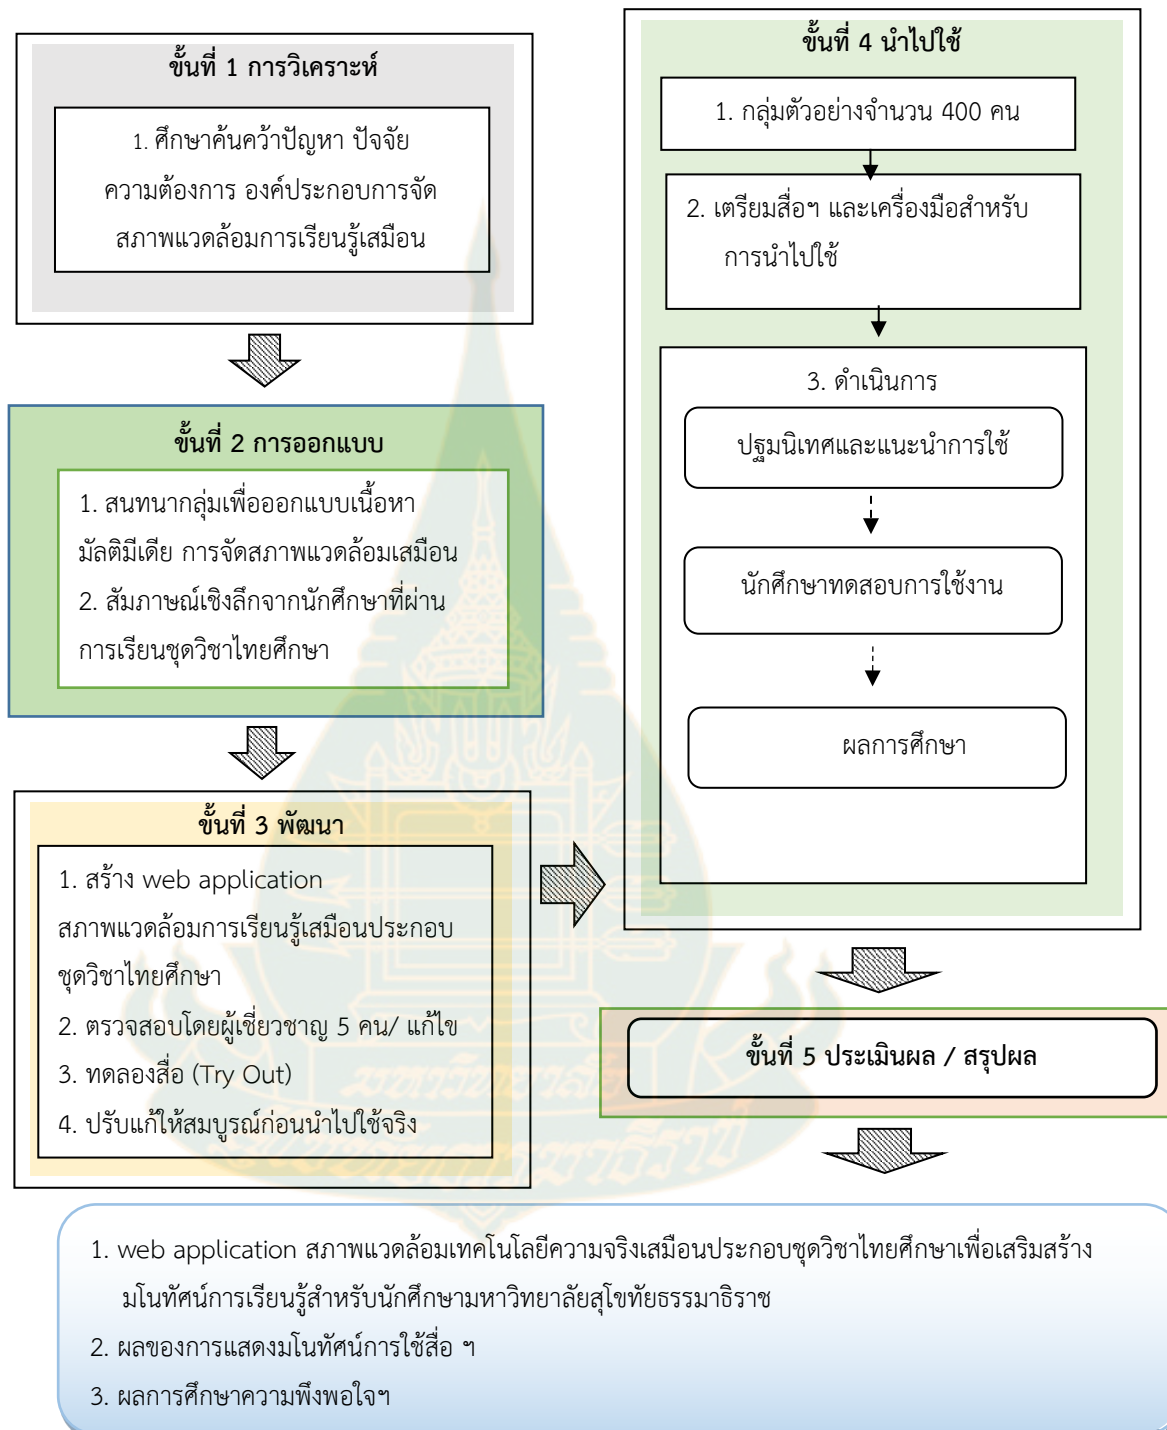 ขั้นที่ 1 การวิเคราะห์
1. ศึกษาค้นคว้าปัญหา ปัจจัย
ความต้องการ องค์ประกอบการจัด
สภาพแวดล้อมการเรียนรู้เสมือน
ขั้นที่ 2 การออกแบบ
1. สนทนากลุ่มเพื่อออกแบบเนื้อหา
มัลติมีเดีย การจัดสภาพแวดล้อมเสมือน
2. สัมภาษณ์เชิงลึกจากนักศึกษาที่ผ่าน
การเรียนชุดวิชาไทยศึกษา
ขั้นที่ 3 พัฒนา
1. สร้าง web application
สภาพแวดล้อมการเรียนรู้เสมือนประกอบ
ชุดวิชาไทยศึกษา
2. ตรวจสอบโดยผู้เชี่ยวชาญ 5 คน/ แก้ไข
3. ทดลองสื่อ (Try Out)
4. ปรับแก้ให้สมบูรณ์ก่อนนำไปใช้จริง
ขั้นที่ 4 นำไปใช้
1. กลุ่มตัวอย่างจำนวน 400 คน
2. เตรียมสื่อฯ และเครื่องมือสำหรับ
การนำไปใช้
3. ดำเนินการ
ปฐมนิเทศและแนะนำการใช้
นักศึกษาทดสอบการใช้งาน
ผลการศึกษา
ขั้นที่ 5 ประเมินผล / สรุปผล
1. web application สภาพแวดล้อมเทคโนโลยีความจริงเสมือนประกอบชุดวิชาไทยศึกษาเพื่อเสริมสร้าง
มโนทัศน์การเรียนรู้สำหรับนักศึกษามหาวิทยาลัยสุโขทัยธรรมาธิราช
2. ผลของการแสดงมโนทัศน์การใช้สื่อ ฯ
3. ผลการศึกษาความพึงพอใจฯ
มหาวิทยาลัย
สุโขทัยธรรมาธิราช